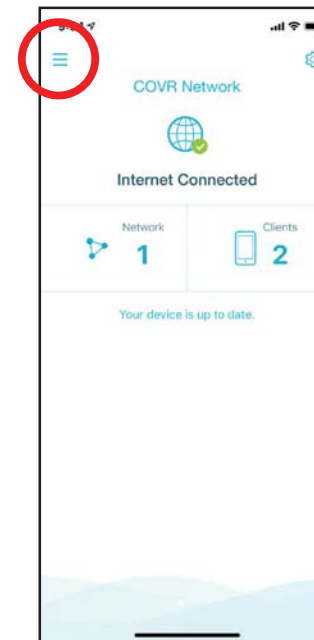 COVR Network
Internet Connected
Network
1
Clients
2
Your device is up to date.